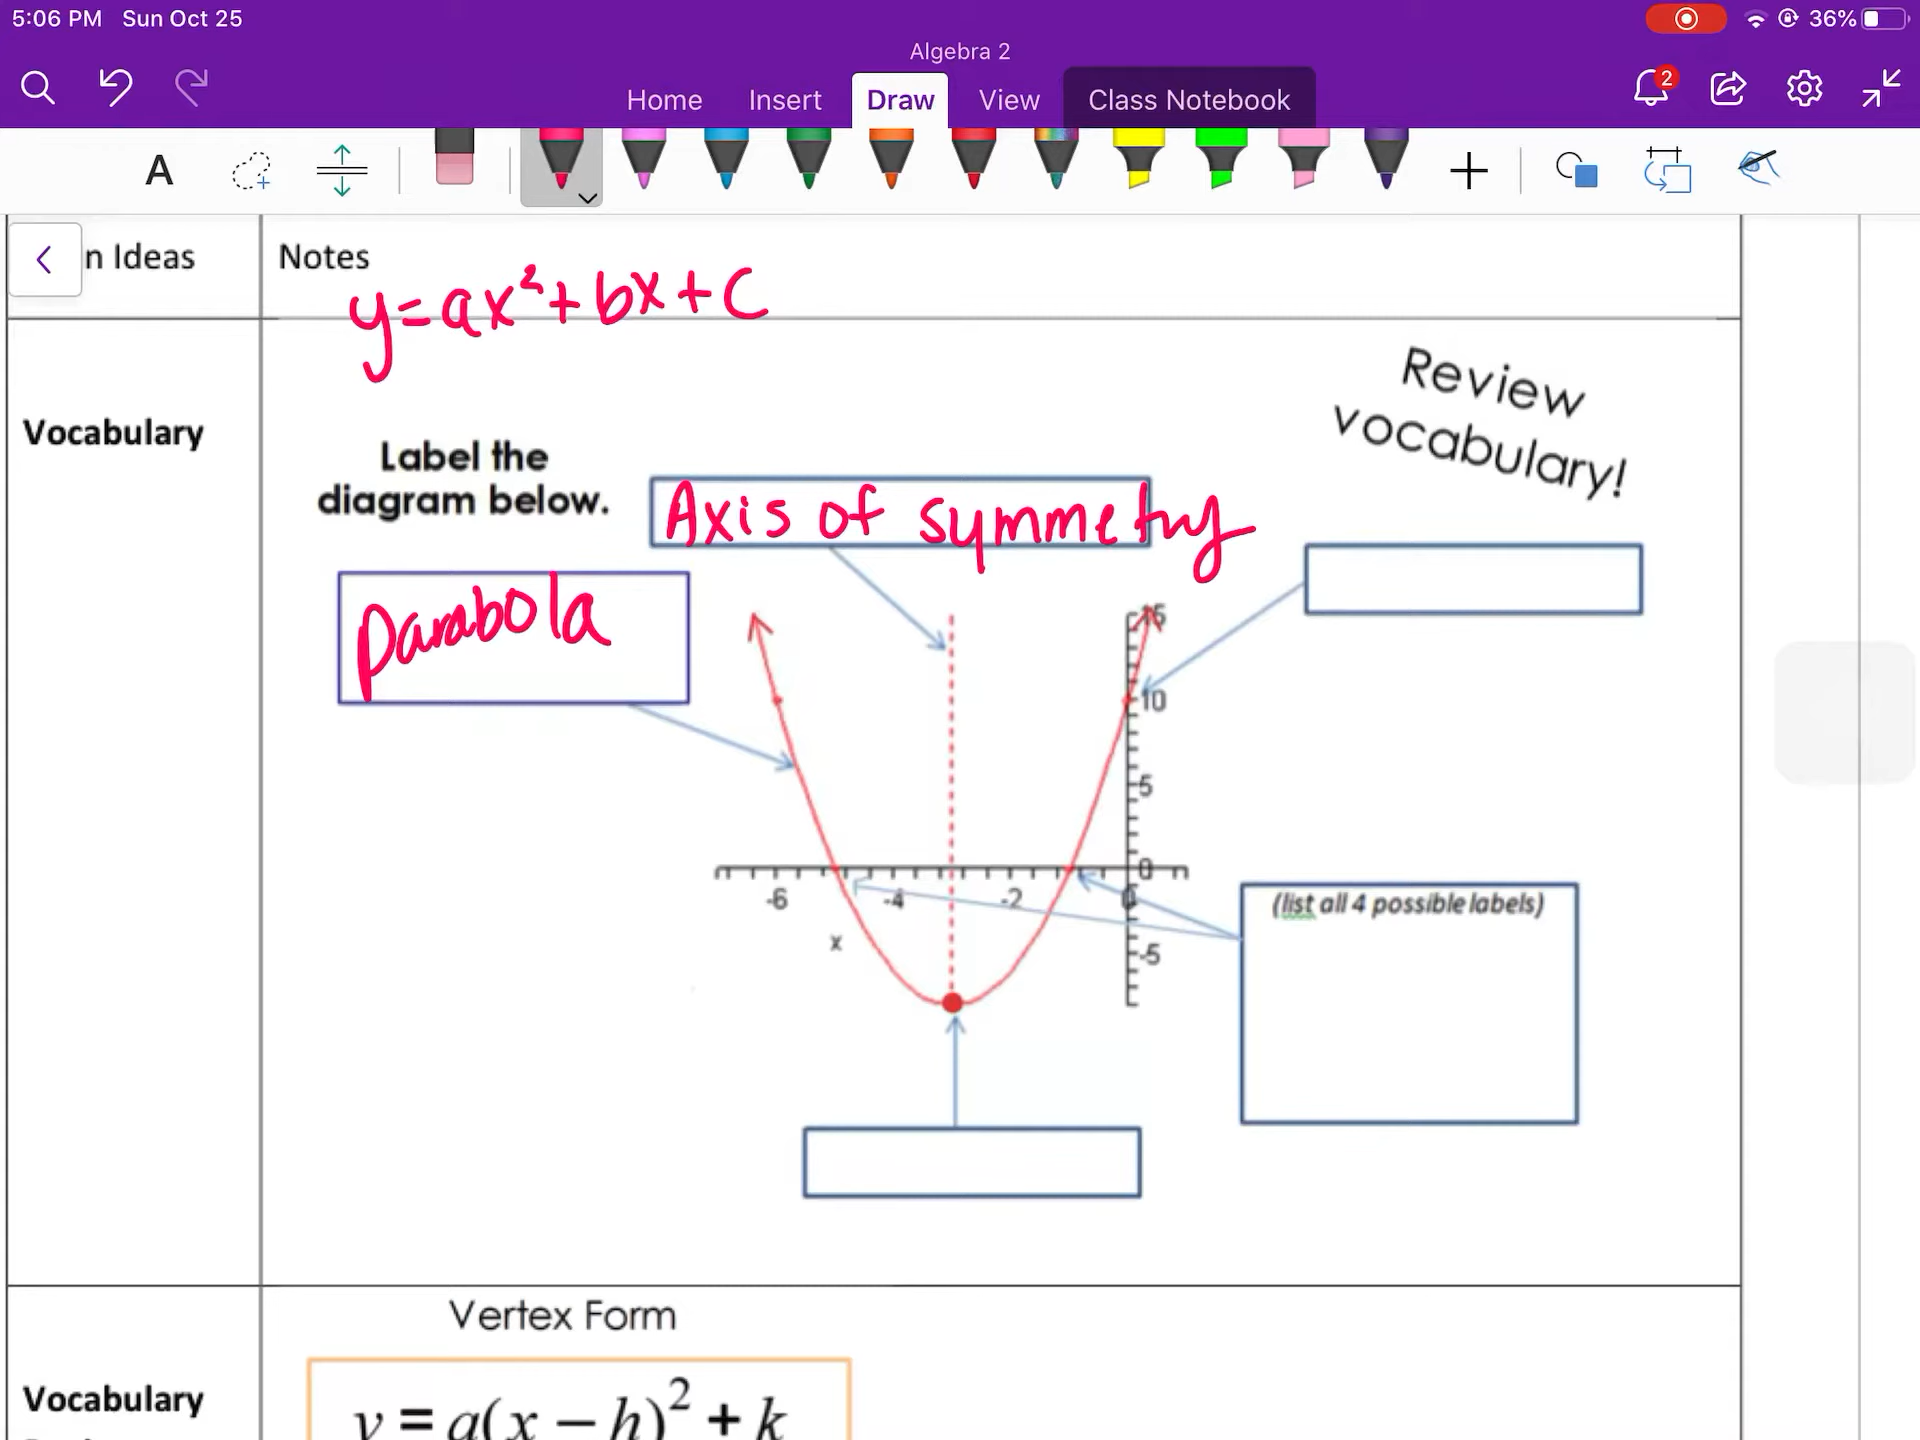 5:06 PM Sun Oct 25
36%
Algebra 2
2
Home Insert Draw View Class Notebook
A
n Ideas
Notes
y=ax²+bx+c
Vocabulary
Review
vocabulary!
Label the
diagram below.
Axis of symmetry
Parabola
15
10
5
0
-6 -4 -2 0
x
-5
(list all 4 possible labels)
Vertex Form
Vocabulary
y = a(x − h)² + k